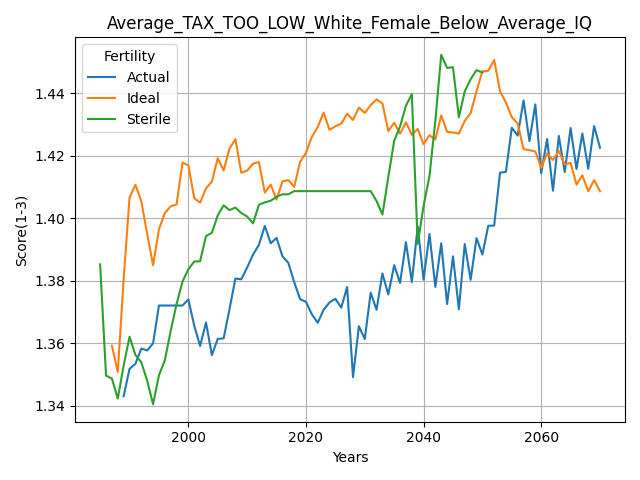 Average_TAX_TOO_LOW_White_Female_Below_Average_IQ
Fertility
Actual
Ideal
Sterile
Score(1-3)
1.44
1.42
1.40
1.38
1.36
1.34
2000 2020 2040 2060
Years